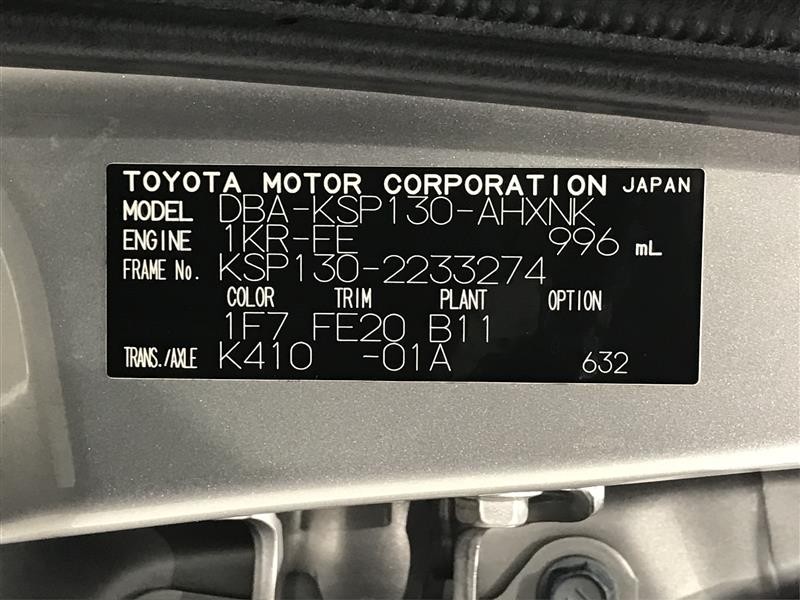 TOYOTA MOTOR CORPORATION JAPAN
MODEL DBA-KSP130-AHXNK
ENGINE 1KR-EE 996 mL
FRAME No. KSP130-2233274
COLOR TRIM PLANT OPTION
1F7 FE20 B11
TRANS./AXLE K410 -01A 632